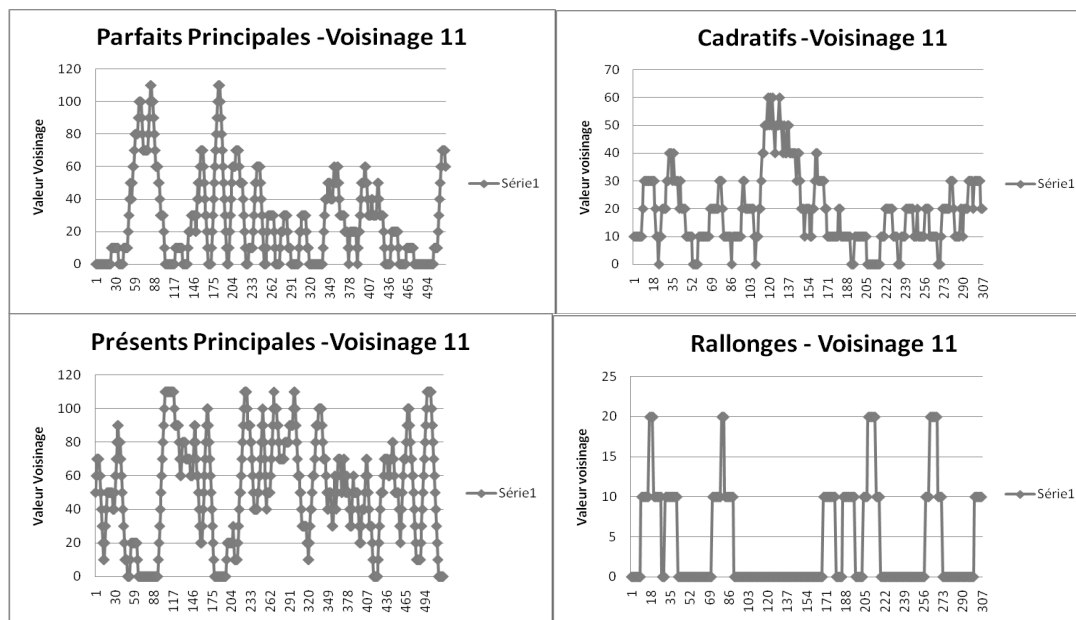 Parfaits Principales -Voisinage 11
Valeur Voisinage
120
100
80
60
40
20
0
1 30 59 88 117 146 175 204 233 262 291 320 349 378 407 436 465 494
Série1
Cadratifs -Voisinage 11
Valeur Voisinage
70
60
50
40
30
20
10
0
1 18 35 52 69 86 103 120 137 154 171 188 205 222 239 256 273 290 307
Série1
Présents Principales -Voisinage 11
Valeur Voisinage
120
100
80
60
40
20
0
1 30 59 88 117 146 175 204 233 262 291 320 349 378 407 436 465 494
Série1
Rallonges - Voisinage 11
Valeur Voisinage
25
20
15
10
5
0
1 18 35 52 69 86 103 120 137 154 171 188 205 222 239 256 273 290 307
Série1